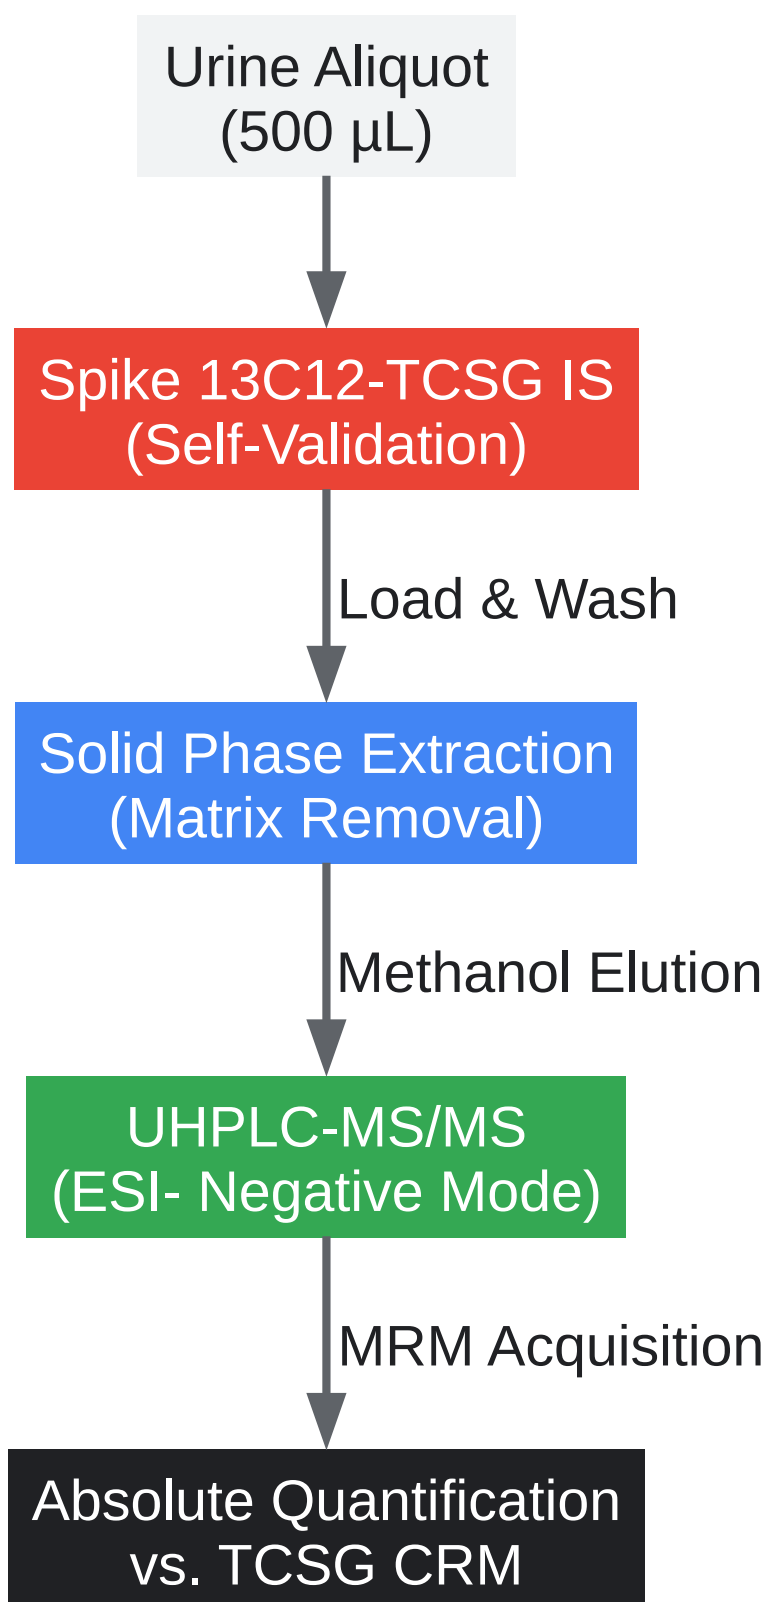 Urine Aliquot
(500 µL)
Spike 13C12-TCSG IS
(Self-Validation)
Load & Wash
Solid Phase Extraction
(Matrix Removal)
Methanol Elution
UHPLC-MS/MS
(ESI- Negative Mode)
MRM Acquisition
Absolute Quantification
vs. TCSG CRM